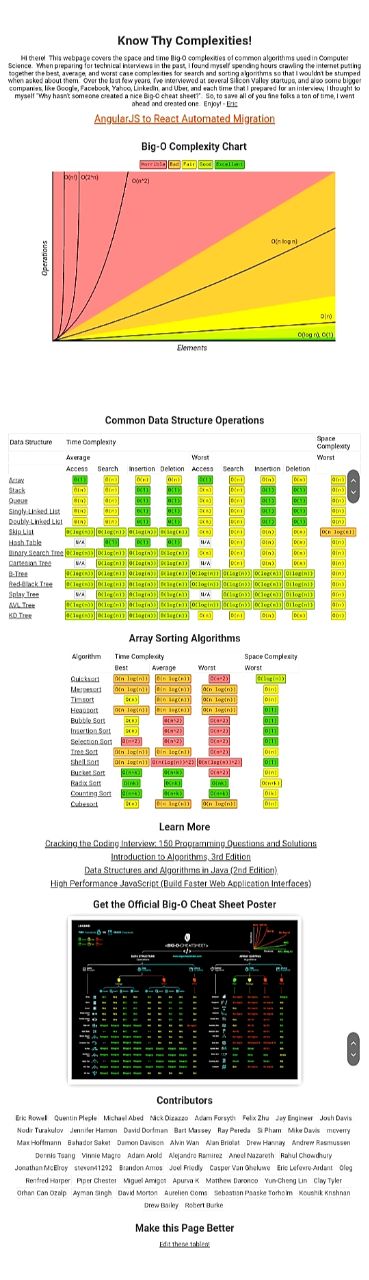 Know Thy Complexities!
Hi there! This webpage covers the space and time Big-O complexities of common algorithms used in Computer
Science. When preparing for technical interviews in the past, I found myself spending hours crawling the internet putting
together the best, average, and worst case complexities for search and sorting algorithms so that I wouldn't be stumped
when asked about them. Over the last few years, I've interviewed at several Silicon Valley startups, and also some bigger
companies, like Google, Facebook, Yahoo, LinkedIn, and Uber, and each time that I prepared for an interview, I thought to
myself "Why hasn't someone created a nice Big-O cheat sheet?". So, to save all of you fine folks a ton of time, I went
ahead and created one. Enjoy! - Eric
AngularJS to React Automated Migration
Big-O Complexity Chart
Horrible Bad Fair Good Excellent
O(n!) O(2^n) O(n^2)
O(n log n)
O(n)
O(log n), O(1)
Operations
Elements
Common Data Structure Operations
Data Structure Time Complexity Space Complexity
Average Worst Worst
Access Search Insertion Deletion Access Search Insertion Deletion
Array Θ(1) Θ(n) Θ(n) Θ(n) O(1) O(n) O(n) O(n) O(n)
Stack Θ(n) Θ(n) Θ(1) Θ(1) O(n) O(n) O(1) O(1) O(n)
Queue Θ(n) Θ(n) Θ(1) Θ(1) O(n) O(n) O(1) O(1) O(n)
Singly-Linked List Θ(n) Θ(n) Θ(1) Θ(1) O(n) O(n) O(1) O(1) O(n)
Doubly-Linked List Θ(n) Θ(n) Θ(1) Θ(1) O(n) O(n) O(1) O(1) O(n)
Skip List Θ(log(n)) Θ(log(n)) Θ(log(n)) Θ(log(n)) O(n) O(n) O(n) O(n) O(n log(n))
Hash Table N/A Θ(1) Θ(1) Θ(1) N/A O(n) O(n) O(n) O(n)
Binary Search Tree Θ(log(n)) Θ(log(n)) Θ(log(n)) Θ(log(n)) O(n) O(n) O(n) O(n) O(n)
Cartesian Tree N/A Θ(log(n)) Θ(log(n)) Θ(log(n)) N/A O(n) O(n) O(n) O(n)
B-Tree Θ(log(n)) Θ(log(n)) Θ(log(n)) Θ(log(n)) O(log(n)) O(log(n)) O(log(n)) O(log(n)) O(n)
Red-Black Tree Θ(log(n)) Θ(log(n)) Θ(log(n)) Θ(log(n)) O(log(n)) O(log(n)) O(log(n)) O(log(n)) O(n)
Splay Tree N/A Θ(log(n)) Θ(log(n)) Θ(log(n)) N/A O(log(n)) O(log(n)) O(log(n)) O(n)
AVL Tree Θ(log(n)) Θ(log(n)) Θ(log(n)) Θ(log(n)) O(log(n)) O(log(n)) O(log(n)) O(log(n)) O(n)
KD Tree Θ(log(n)) Θ(log(n)) Θ(log(n)) Θ(log(n)) O(n) O(n) O(n) O(n) O(n)
Array Sorting Algorithms
Algorithm Time Complexity Space Complexity
Best Average Worst Worst
Quicksort Ω(n log(n)) Θ(n log(n)) O(n^2) O(log(n))
Mergesort Ω(n log(n)) Θ(n log(n)) O(n log(n)) O(n)
Timsort Ω(n) Θ(n log(n)) O(n log(n)) O(n)
Heapsort Ω(n log(n)) Θ(n log(n)) O(n log(n)) O(1)
Bubble Sort Ω(n) Θ(n^2) O(n^2) O(1)
Insertion Sort Ω(n) Θ(n^2) O(n^2) O(1)
Selection Sort Ω(n^2) Θ(n^2) O(n^2) O(1)
Tree Sort Ω(n log(n)) Θ(n log(n)) O(n^2) O(n)
Shell Sort Ω(n log(n)) Θ(n(log(n))^2) O(n(log(n))^2) O(1)
Bucket Sort Ω(n+k) Θ(n+k) O(n^2) O(n)
Radix Sort Ω(nk) Θ(nk) O(nk) O(n+k)
Counting Sort Ω(n+k) Θ(n+k) O(n+k) O(k)
Cubesort Ω(n) Θ(n log(n)) O(n log(n)) O(n)
Learn More
Cracking the Coding Interview: 150 Programming Questions and Solutions
Introduction to Algorithms, 3rd Edition
Data Structures and Algorithms in Java (2nd Edition)
High Performance JavaScript (Build Faster Web Application Interfaces)
Get the Official Big-O Cheat Sheet Poster
BIG-O CHEATSHEET
DATA STRUCTURE
Contributors
Eric Rowell Quentin Pleple Michael Abed Nick Dizazzo Adam Forsyth Felix Zhu Jay Engineer Josh Davis
Nodir Turakulov Jennifer Hamon David Dorfman Bart Massey Ray Pereda Si Pham Mike Davis mcverry
Max Hoffmann Bahador Saket Damon Davison Alvin Wan Alan Briolat Drew Hannay Andrew Rasmussen
Dennis Tsang Vinnie Magro Adam Arold Alejandro Ramirez Aneel Nazareth Rahul Chowdhury
Jonathan McElroy steven41292 Brandon Amos Joel Friedly Casper Van Gheluwe Eric Lefevre-Ardant Oleg
Renfred Harper Piper Chester Miguel Amigot Apurva K Matthew Daronco Yun-Cheng Lin Clay Tyler
Orhan Can Ozalp Ayman Singh David Morton Aurelien Ooms Sebastian Paaske Torholm Koushik Krishnan
Drew Bailey Robert Burke
Make this Page Better
Edit these tables!